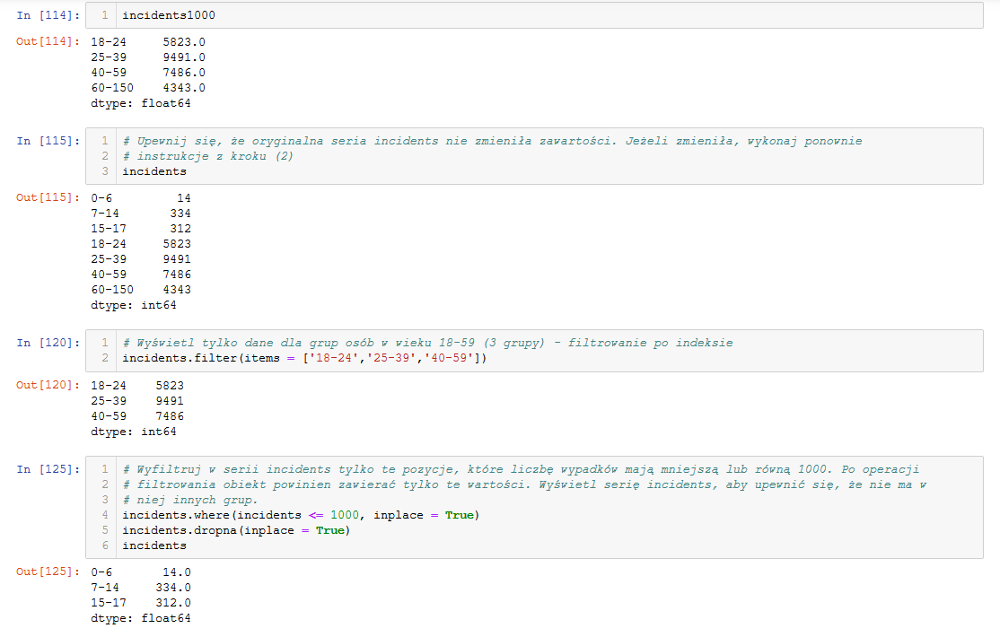 In [114]: 1 incidents1000
Out[114]: 18-24 5823.0
25-39 9491.0
40-59 7486.0
60-150 4343.0
dtype: float64
In [115]: 1 # Upewnij się, że oryginalna seria incidents nie zmieniła zawartości. Jeżeli zmieniła, wykonaj ponownie
2 # instrukcje z kroku (2)
3 incidents
Out[115]: 0-6 14
7-14 334
15-17 312
18-24 5823
25-39 9491
40-59 7486
60-150 4343
dtype: int64
In [120]: 1 # Wyświetl tylko dane dla grup osób w wieku 18-59 (3 grupy) - filtrowanie po indeksie
2 incidents.filter(items = ['18-24','25-39','40-59'])
Out[120]: 18-24 5823
25-39 9491
40-59 7486
dtype: int64
In [125]: 1 # Wyfiltruj w serii incidents tylko te pozycje, które liczbę wypadków mają mniejszą lub równą 1000. Po operacji
2 # filtrowania obiekt powinien zawierać tylko te wartości. Wyświetl serię incidents, aby upewnić się, że nie ma w
3 # niej innych grup.
4 incidents.where(incidents <= 1000, inplace = True)
5 incidents.dropna(inplace = True)
6 incidents
Out[125]: 0-6 14.0
7-14 334.0
15-17 312.0
dtype: float64